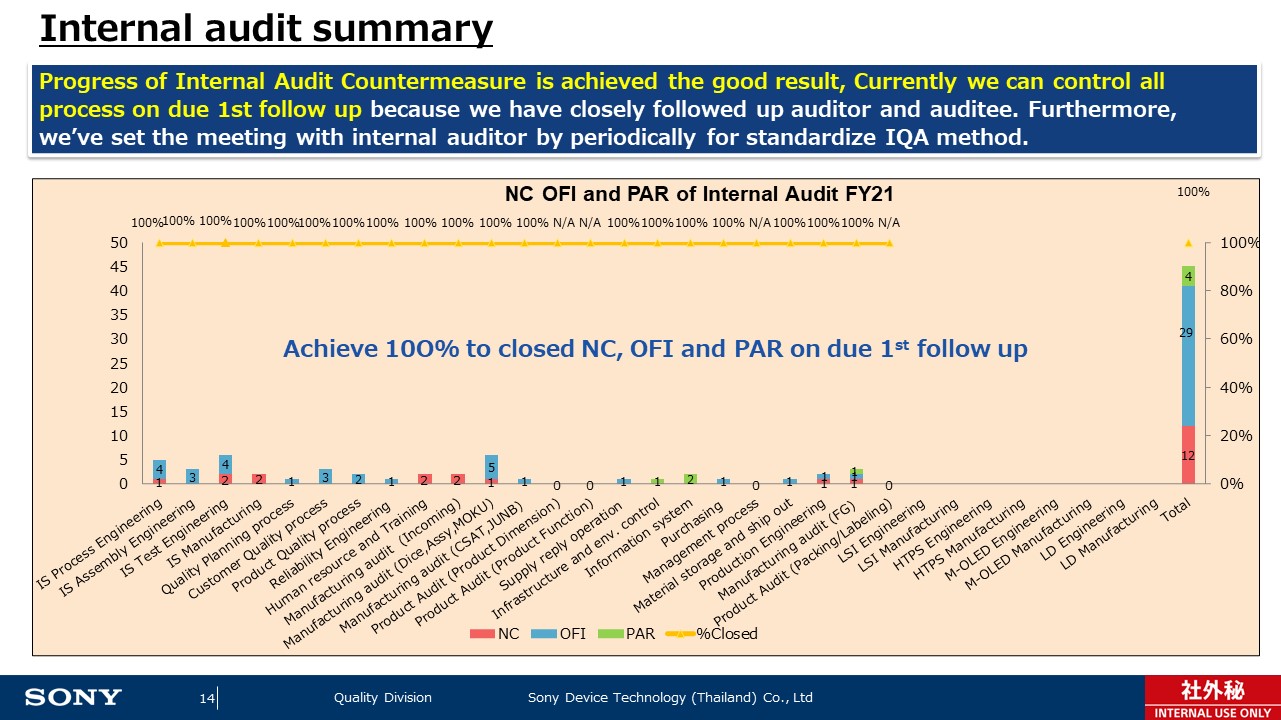 Internal audit summary
Progress of Internal Audit Countermeasure is achieved the good result, Currently we can control all
process on due 1st follow up because we have closely followed up auditor and auditee. Furthermore,
we’ve set the meeting with internal auditor by periodically for standardize IQA method.
NC OFI and PAR of Internal Audit FY21
100%
100% 100% 100% 100% 100% 100% 100% 100% 100% 100% 100% 100% N/A N/A 100% 100% 100% 100% N/A 100% 100% 100% N/A
50
45
40
35
30
25
20
15
10
5
0
100%
80%
60%
40%
20%
0%
Achieve 100% to closed NC, OFI and PAR on due 1st follow up
4 3 4 2 1 3 2 1 2 2 5 1 0 0 1 1 2 1 0 1 1 1 0
1 2 1 1 1
1
4
29
12
IS Process Engineering
IS Assembly Engineering
IS Test Engineering
IS Manufacturing
Quality Planning process
Customer Quality process
Product Quality process
Reliability Engineering
Human resource and Training
Manufacturing audit (Incoming)
Manufacturing audit (Dice,Assy,MOKU)
Manufacturing audit (CSAT,JUNB)
Product Audit (Product Dimension)
Product Audit (Product Function)
Supply reply operation
Infrastructure and env. control
Information system
Purchasing
Management process
Material storage and ship out
Production Engineering
Manufacturing audit (FG)
Product Audit (Packing/Labeling)
LSI Engineering
LSI Manufacturing
HTPS Engineering
HTPS Manufacturing
M-OLED Engineering
M-OLED Manufacturing
LD Engineering
LD Manufacturing
Total
NC OFI PAR %Closed
SONY
14
Quality Division
Sony Device Technology (Thailand) Co., Ltd
社外秘
INTERNAL USE ONLY